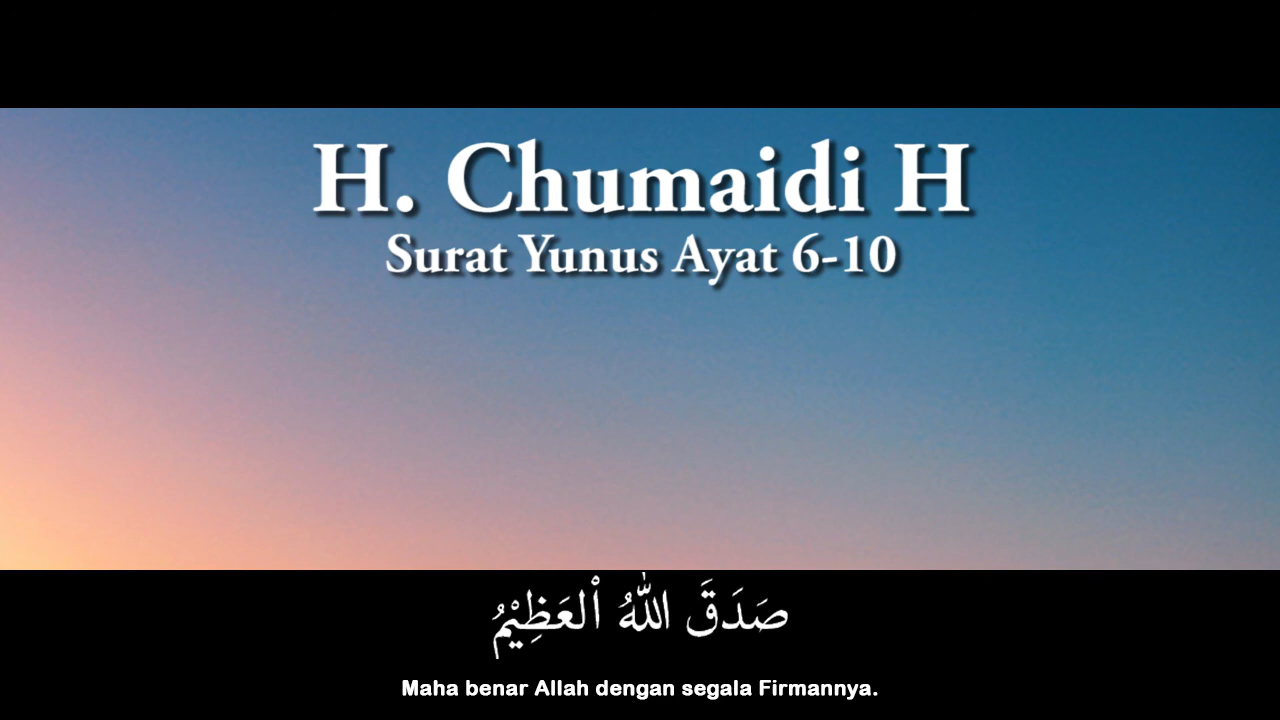 H. Chumaidi H
Surat Yunus Ayat 6-10
صَدَقَ اللّٰهُ ٱلعَظِيْمُ
Maha benar Allah dengan segala Firmannya.